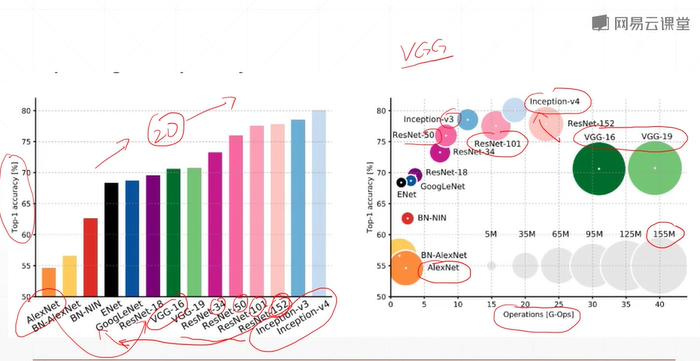 网易云课堂
VGG
20
80
75
70
65
60
55
50
Top-1 accuracy [%]
AlexNet
BN-AlexNet
BN-NIN
ENet
GoogLeNet
ResNet-18
VGG-16
VGG-19
ResNet-34
ResNet-50
ResNet-101
ResNet-152
Inception-v3
Inception-v4
80
75
70
65
60
55
50
Top-1 accuracy [%]
Inception-v4
Inception-v3
ResNet-152
ResNet-50
VGG-16 VGG-19
ResNet-101
ResNet-34
ResNet-18
GoogLeNet
ENet
BN-NIN
5M 35M 65M 95M 125M 155M
BN-AlexNet
AlexNet
0 5 10 15 20 25 30 35 40
Operations [G-Ops]